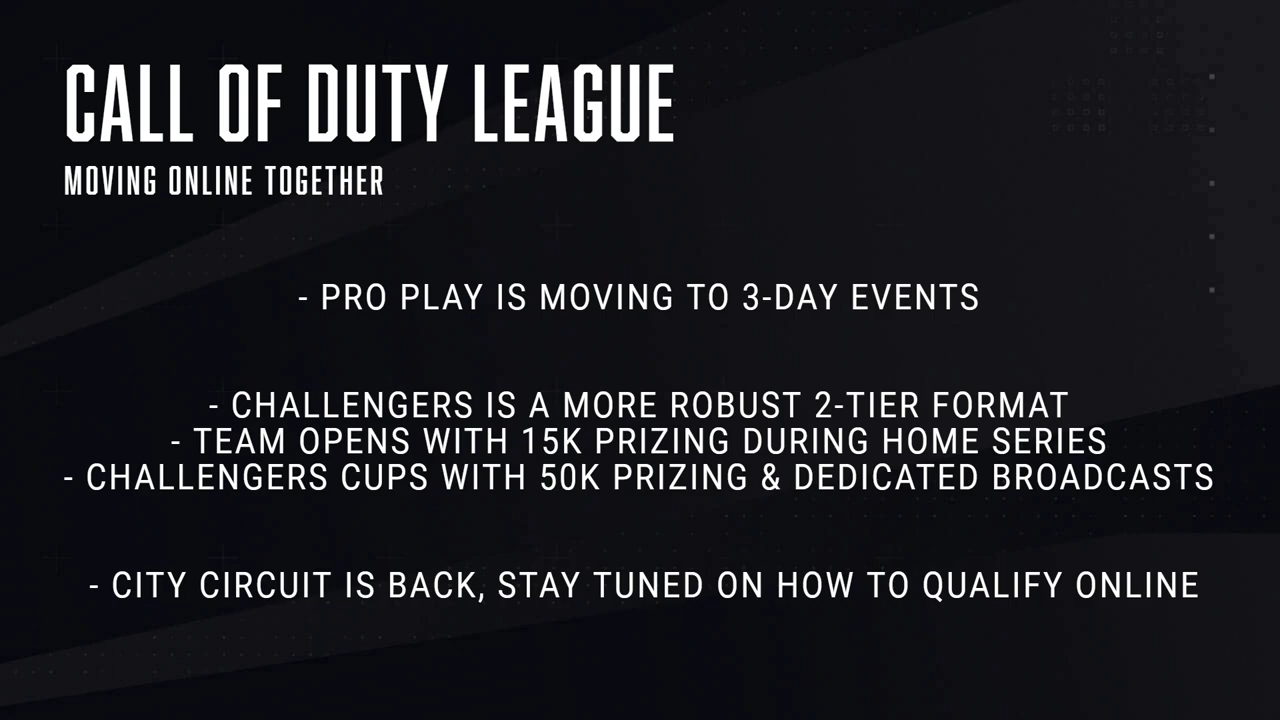 CALL OF DUTY LEAGUE
MOVING ONLINE TOGETHER
- PRO PLAY IS MOVING TO 3-DAY EVENTS
- CHALLENGERS IS A MORE ROBUST 2-TIER FORMAT
- TEAM OPENS WITH 15K PRIZING DURING HOME SERIES
- CHALLENGERS CUPS WITH 50K PRIZING & DEDICATED BROADCASTS
- CITY CIRCUIT IS BACK, STAY TUNED ON HOW TO QUALIFY ONLINE